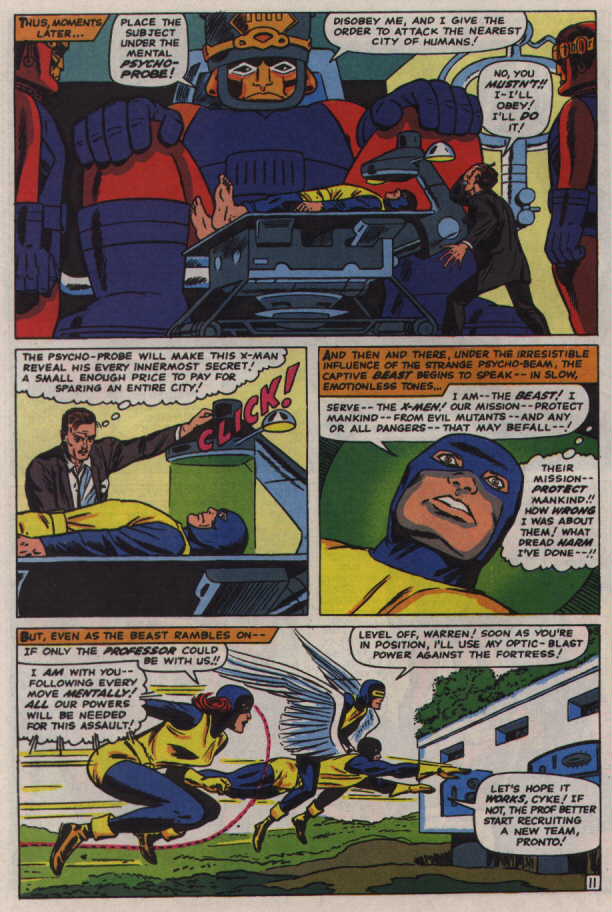 THUS, MOMENTS
LATER...
PLACE
THE
SUBJECT
UNDER THE
MENTAL
PSYCHO-
PROBE!
DISOBEY ME, AND I GIVE THE
ORDER TO ATTACK THE NEAREST
CITY OF HUMANS!
NO, YOU
MUSTN'T!!
I--I'LL
OBEY!
I'LL DO
IT!
THE PSYCHO-PROBE WILL MAKE THIS X-MAN
REVEAL HIS EVERY INNERMOST SECRET!
A SMALL ENOUGH PRICE TO PAY FOR
SPARING AN ENTIRE CITY!
CLICK!
AND THEN AND THERE, UNDER THE IRRESISTIBLE
INFLUENCE OF THE STRANGE PSYCHO-BEAM, THE
CAPTIVE BEAST BEGINS TO SPEAK-- IN SLOW,
EMOTIONLESS TONES...
I AM--THE BEAST! I
SERVE-- THE X-MEN! OUR MISSION--PROTECT
MANKIND--FROM EVIL MUTANTS --AND ANY
OR ALL DANGERS-- THAT MAY BEFALL--!
THEIR
MISSION--
PROTECT
MANKIND!!
HOW WRONG
I WAS ABOUT
THEM! WHAT
DREAD HARM
I'VE DONE--!!
BUT, EVEN AS THE BEAST RAMBLES ON--
IF ONLY THE PROFESSOR COULD
BE WITH US!!
I AM WITH YOU--
FOLLOWING EVERY
MOVE MENTALLY!
ALL OUR POWERS
WILL BE NEEDED
FOR THIS ASSAULT!
LEVEL OFF, WARREN! SOON AS YOU'RE
IN POSITION, I'LL USE MY OPTIC-BLAST
POWER AGAINST THE FORTRESS!
LET'S HOPE IT
WORKS, CYKE! IF
NOT, THE PROF BETTER
START RECRUITING
A NEW TEAM,
PRONTO!
11